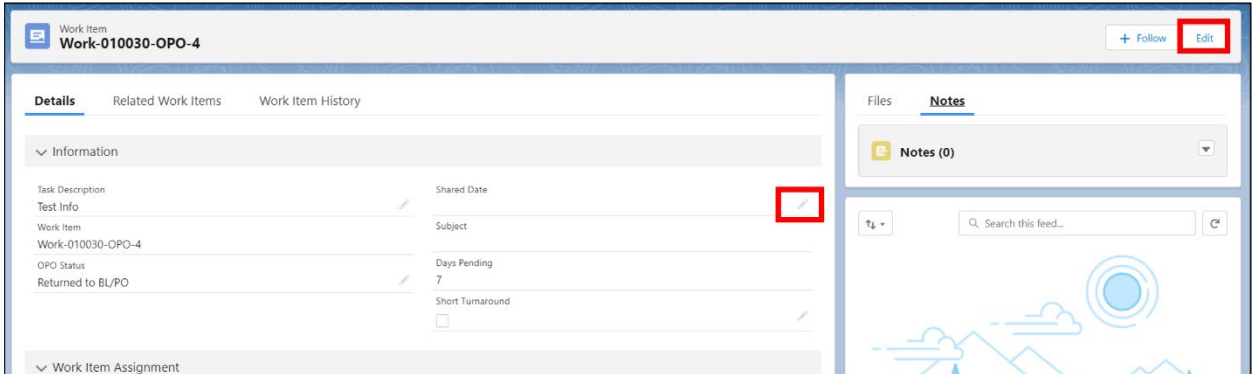 Work Item
Work-010030-OPO-4
+ Follow
Edit
Details Related Work Items Work Item History
Information
Task Description
Test Info
Work Item
Work-010030-OPO-4
OPO Status
Returned to BL/PO
Shared Date
Subject
Days Pending
7
Short Turnaround
Work Item Assignment
Files Notes
Notes (0)
Search this feed...